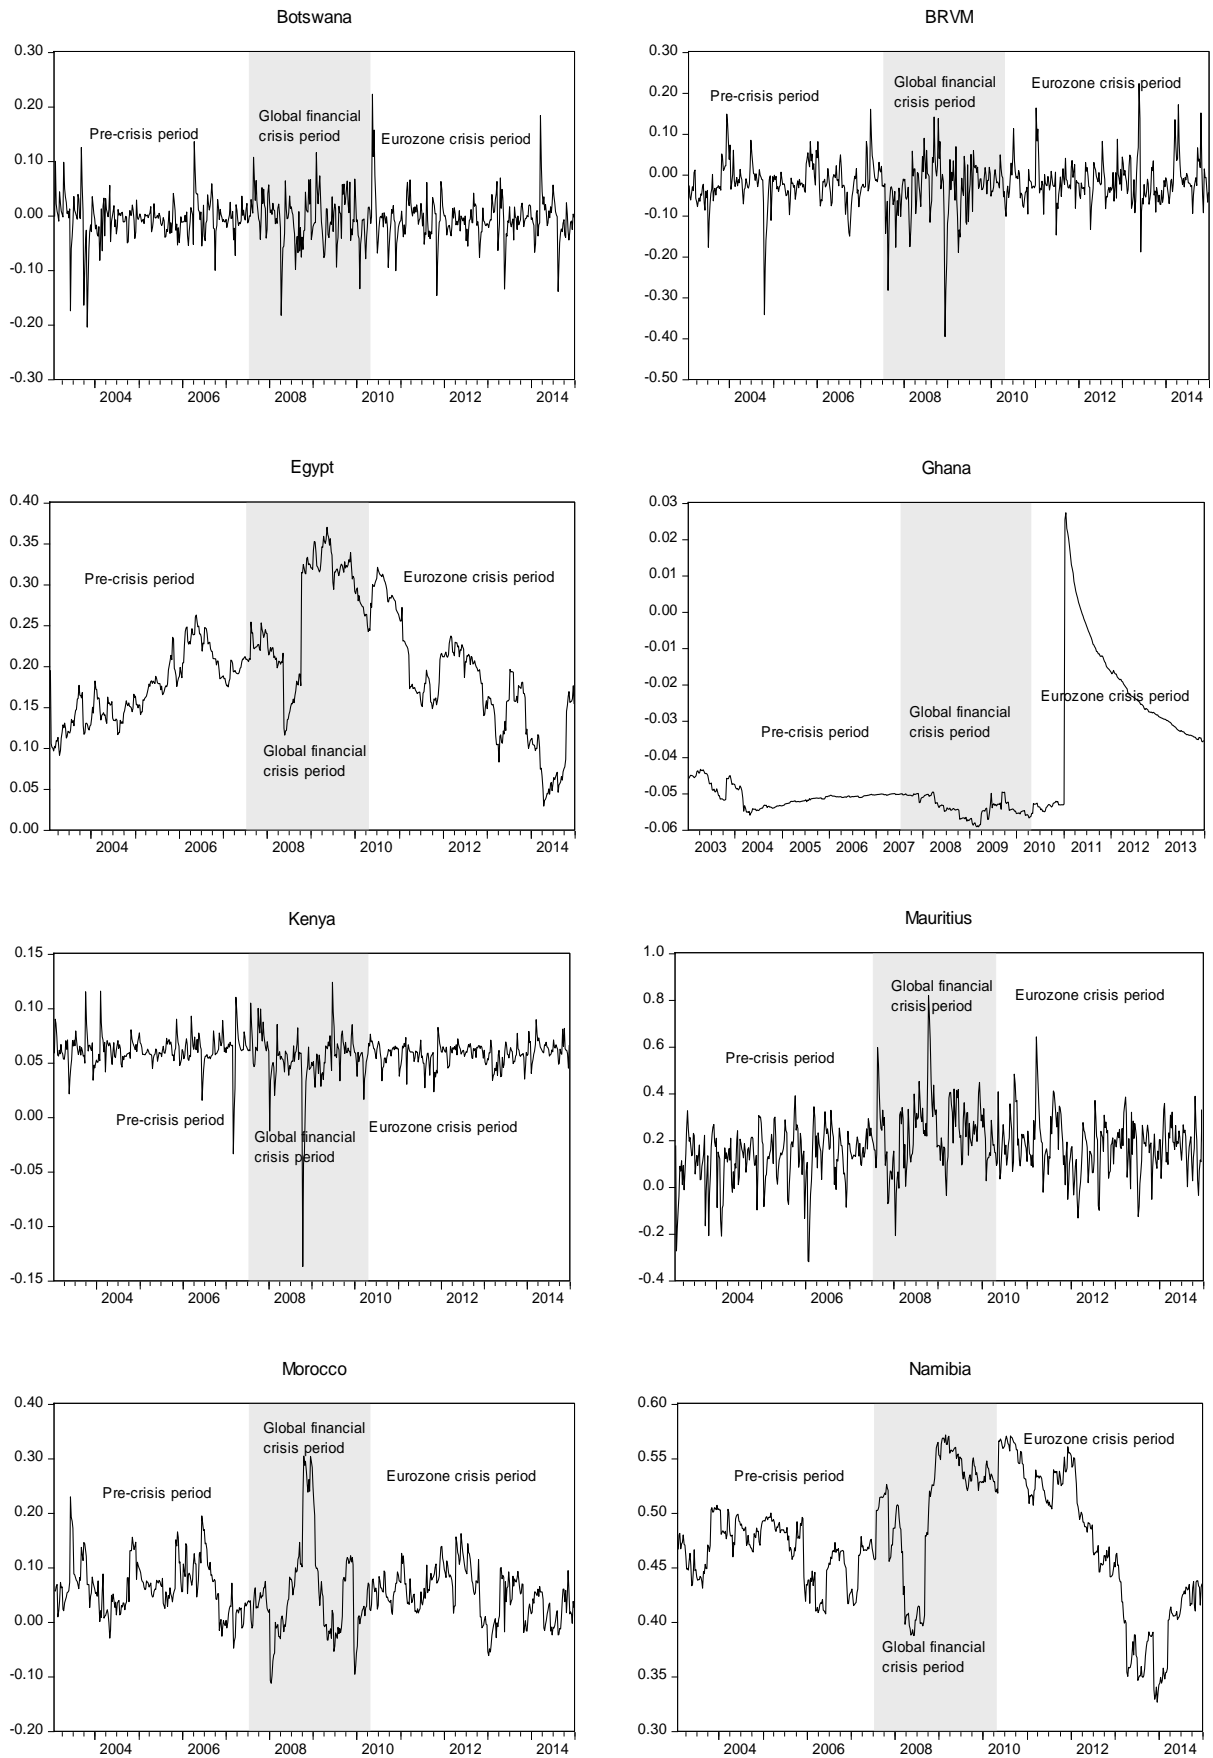 Botswana
0.30
0.20
0.10
0.00
-0.10
-0.20
-0.30
Pre-crisis period
Global financial
crisis period
Eurozone crisis period
2004 2006 2008 2010 2012 2014
BRVM
0.30
0.20
0.10
0.00
-0.10
-0.20
-0.30
-0.40
-0.50
Pre-crisis period
Global financial
crisis period
Eurozone crisis period
2004 2006 2008 2010 2012 2014
Egypt
0.40
0.35
0.30
0.25
0.20
0.15
0.10
0.05
0.00
Pre-crisis period
Eurozone crisis period
Global financial
crisis period
2004 2006 2008 2010 2012 2014
Ghana
0.03
0.02
0.01
0.00
-0.01
-0.02
-0.03
-0.04
-0.05
-0.06
Eurozone crisis period
Global financial
crisis period
Pre-crisis period
2003 2004 2005 2006 2007 2008 2009 2010 2011 2012 2013
Kenya
0.15
0.10
0.05
0.00
-0.05
-0.10
-0.15
Pre-crisis period
Global financial
crisis period
Eurozone crisis period
2004 2006 2008 2010 2012 2014
Mauritius
1.0
0.8
0.6
0.4
0.2
0.0
-0.2
-0.4
Pre-crisis period
Global financial
crisis period
Eurozone crisis period
2004 2006 2008 2010 2012 2014
Morocco
0.40
0.30
0.20
0.10
0.00
-0.10
-0.20
Pre-crisis period
Global financial
crisis period
Eurozone crisis period
2004 2006 2008 2010 2012 2014
Namibia
0.60
0.55
0.50
0.45
0.40
0.35
0.30
Pre-crisis period
Eurozone crisis period
Global financial
crisis period
2004 2006 2008 2010 2012 2014